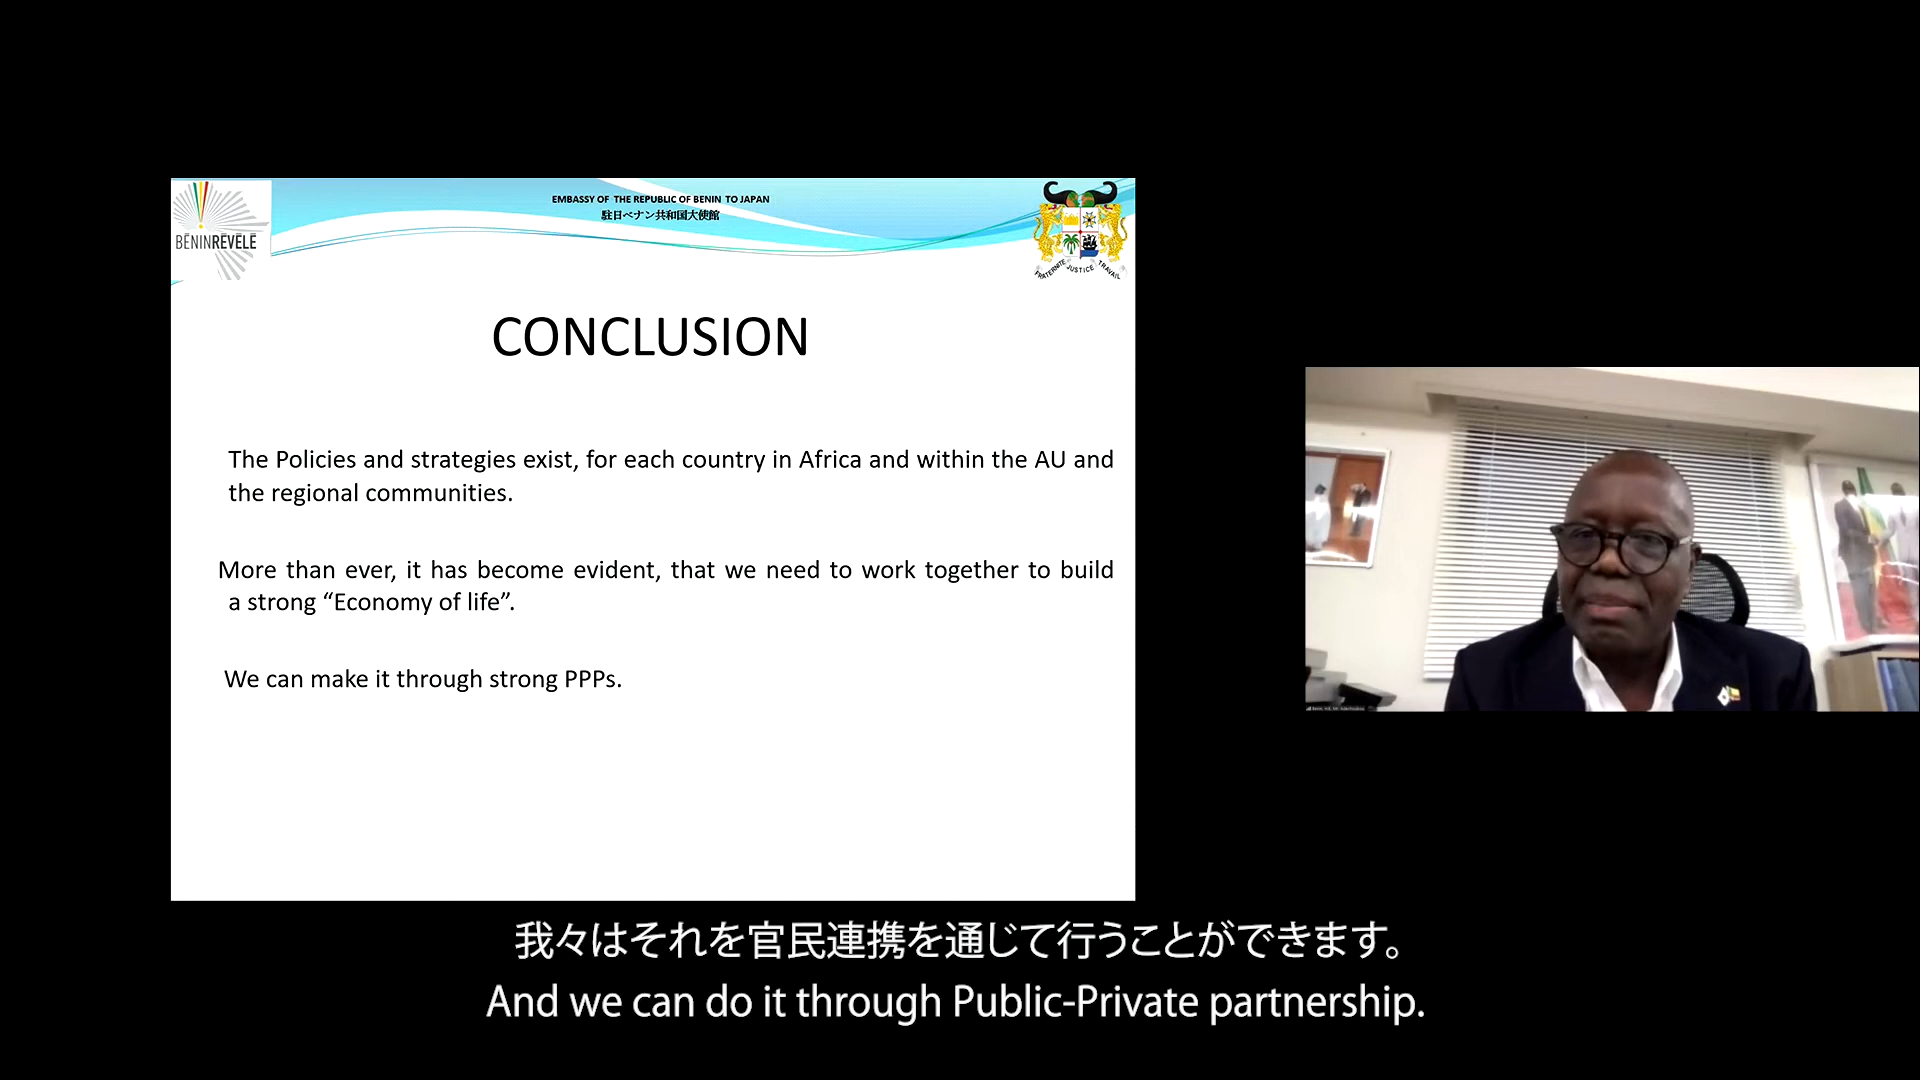 BĒNINRĒVĒLĒ
EMBASSY OF THE REPUBLIC OF BENIN TO JAPAN
駐日ベナン共和国大使館
FRATERNITE JUSTICE TRAVAIL
CONCLUSION
The Policies and strategies exist, for each country in Africa and within the AU and
the regional communities.
More than ever, it has become evident, that we need to work together to build
a strong “Economy of life”.
We can make it through strong PPPs.
我々はそれを官民連携を通じて行うことができます。
And we can do it through Public-Private partnership.